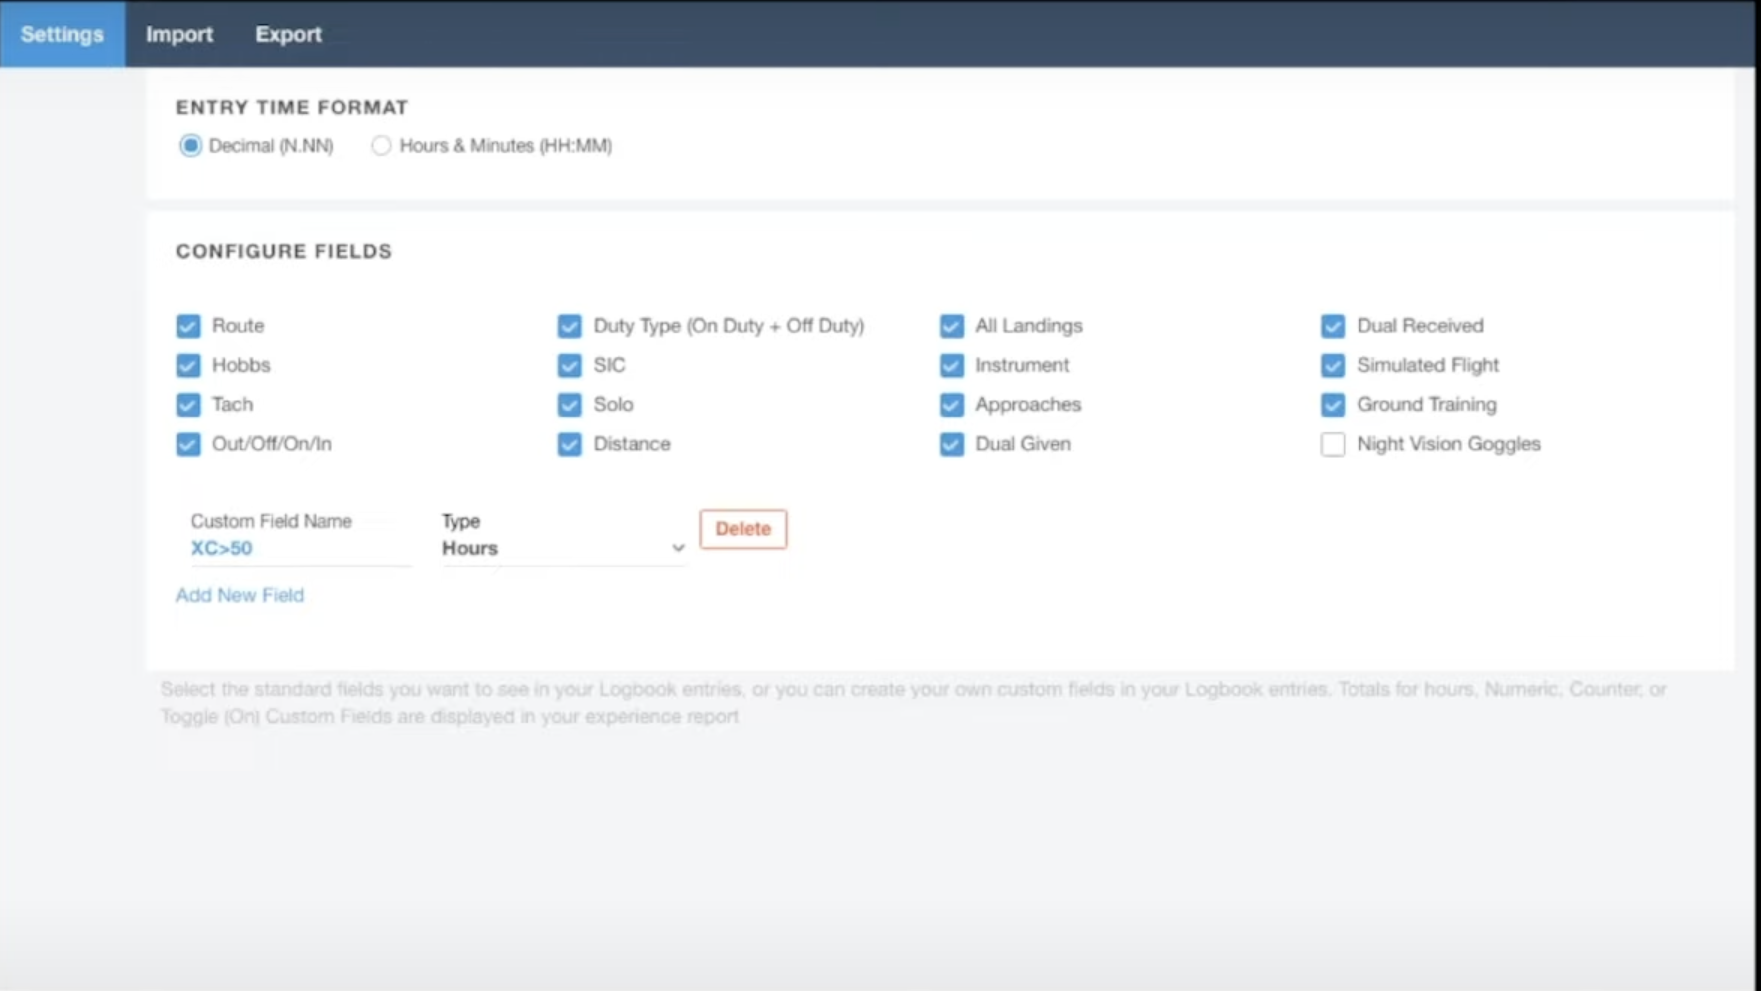 Settings Import Export
ENTRY TIME FORMAT
Decimal (N.NN) Hours & Minutes (HH:MM)
CONFIGURE FIELDS
Route Duty Type (On Duty + Off Duty) All Landings Dual Received
Hobbs SIC Instrument Simulated Flight
Tach Solo Approaches Ground Training
Out/Off/On/In Distance Dual Given Night Vision Goggles
Custom Field Name Type Delete
XC>50 Hours
Add New Field
Select the standard fields you want to see in your Logbook entries, or you can create your own custom fields in your Logbook entries. Totals for hours, Numeric, Counter, or
Toggle (On) Custom Fields are displayed in your experience report